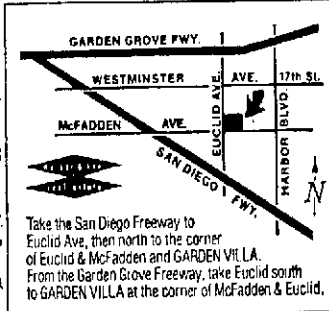 GARDEN GROVE FWY.
WESTMINSTER AVE. 17th St.
McFADDEN AVE.
EUCLID AVE.
HARBOR BLVD.
SAN DIEGO FWY.
N
Take the San Diego Freeway to
Euclid Ave, then north to the corner
of Euclid & McFadden and GARDEN VILLA.
From the Garden Grove Freeway, take Euclid south
to GARDEN VILLA at the corner of McFadden & Euclid.